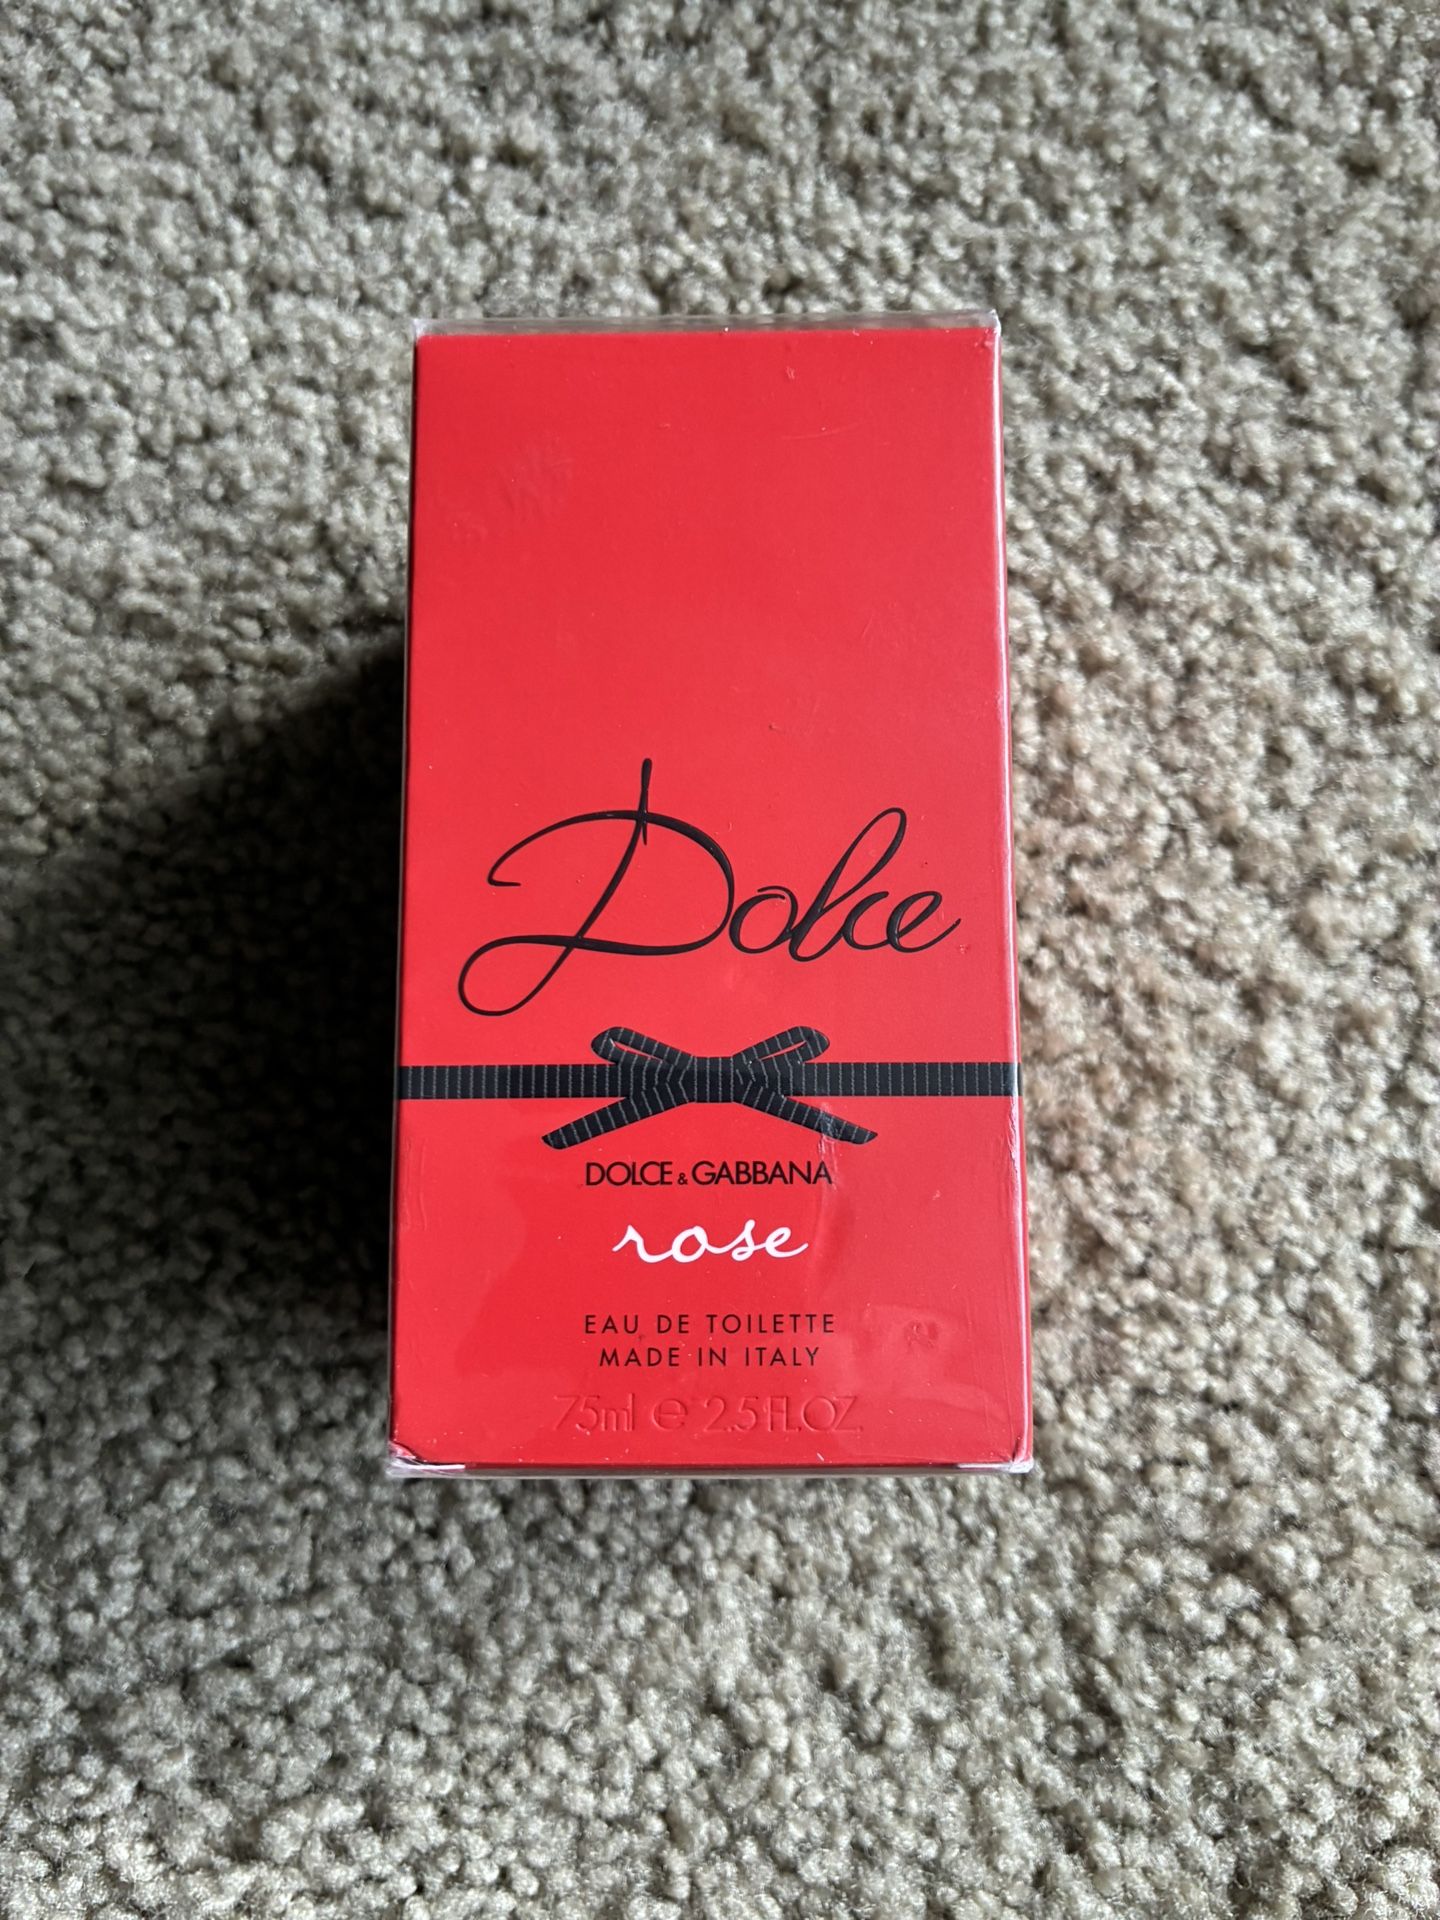 Dolce
DOLCE & GABBANA
rose
EAU DE TOILETTE
MADE IN ITALY
75ml e 2.5 FL.OZ.